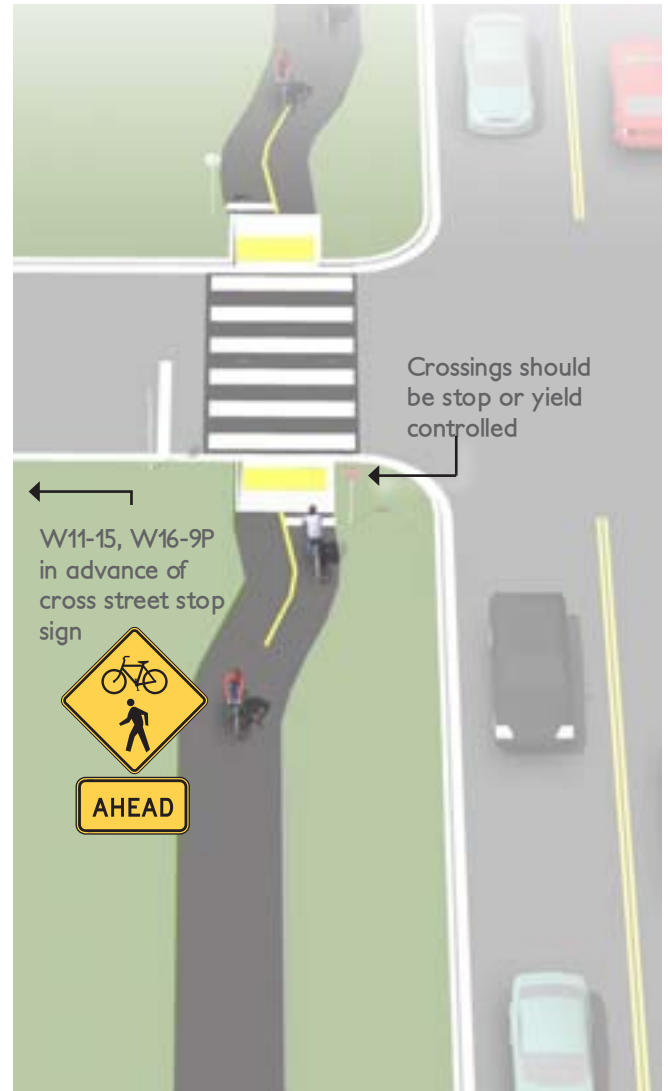 Crossings should
be stop or yield
controlled
W11-15, W16-9P
in advance of
cross street stop
sign
AHEAD